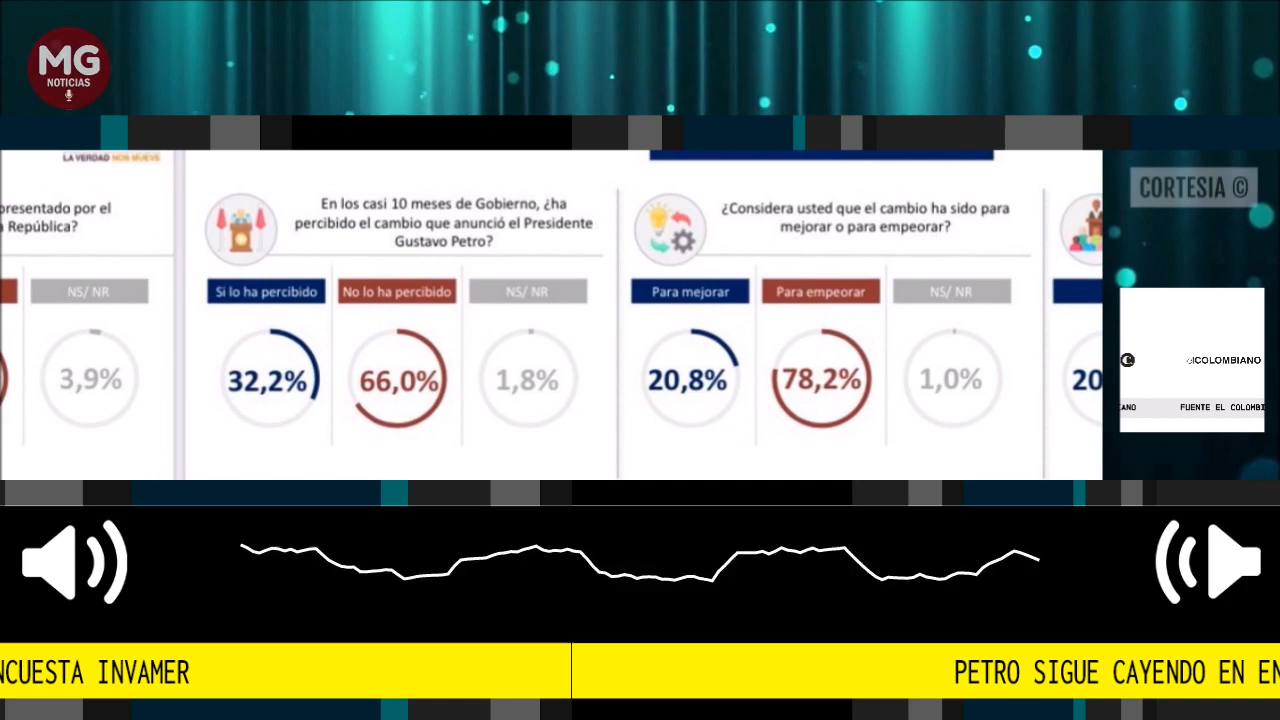 MG
NOTICIAS
CORTESIA ©
LA VERDAD NOS MUEVE
presentado por el
República?
NS/ NR
3,9%
En los casi 10 meses de Gobierno, ¿ha
percibido el cambio que anunció el Presidente
Gustavo Petro?
Si lo ha percibido
No lo ha percibido
NS/ NR
32,2%
66,0%
1,8%
¿Considera usted que el cambio ha sido para
mejorar o para empeorar?
Para mejorar
Para empeorar
NS/ NR
20,8%
78,2%
1,0%
20
elCOLOMBIANO
ANO FUENTE EL COLOMBI
NCUESTA INVAMER
PETRO SIGUE CAYENDO EN EN